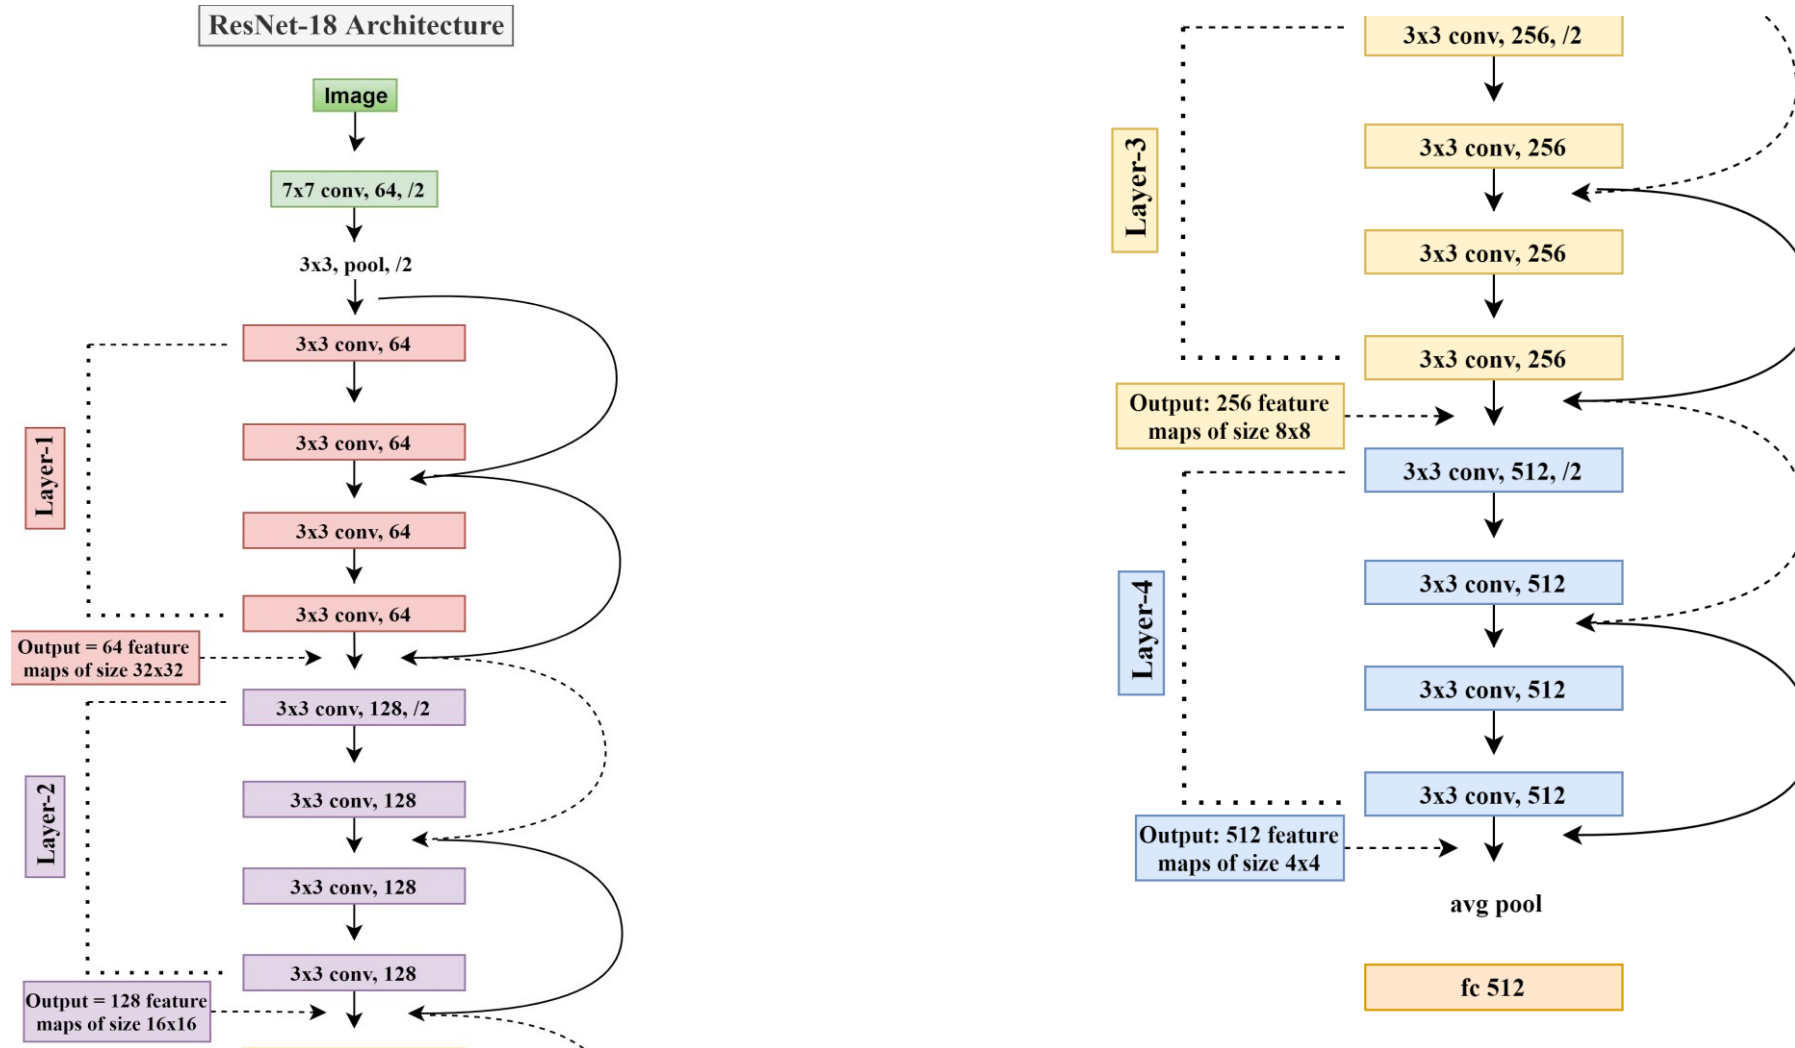 ResNet-18 Architecture
Image
7x7 conv, 64, /2
3x3, pool, /2
3x3 conv, 64
3x3 conv, 64
Layer-1
3x3 conv, 64
3x3 conv, 64
Output = 64 feature
maps of size 32x32
3x3 conv, 128, /2
3x3 conv, 128
Layer-2
3x3 conv, 128
3x3 conv, 128
Output = 128 feature
maps of size 16x16
3x3 conv, 256, /2
3x3 conv, 256
Layer-3
3x3 conv, 256
3x3 conv, 256
Output: 256 feature
maps of size 8x8
3x3 conv, 512, /2
3x3 conv, 512
Layer-4
3x3 conv, 512
3x3 conv, 512
Output: 512 feature
maps of size 4x4
avg pool
fc 512